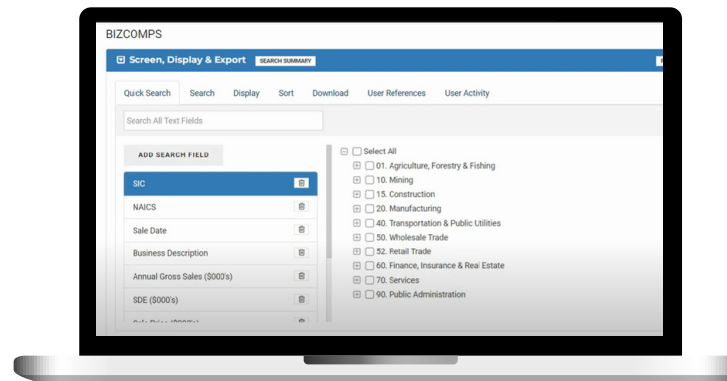 BIZCOMPS
Screen, Display & Export SEARCH SUMMARY
Quick Search Search Display Sort Download User References User Activity
Search All Text Fields
ADD SEARCH FIELD
SIC
NAICS
Sale Date
Business Description
Annual Gross Sales ($000's)
SDE ($000's)
Select All
01. Agriculture, Forestry & Fishing
10. Mining
15. Construction
20. Manufacturing
40. Transportation & Public Utilities
50. Wholesale Trade
52. Retail Trade
60. Finance, Insurance & Real Estate
70. Services
90. Public Administration